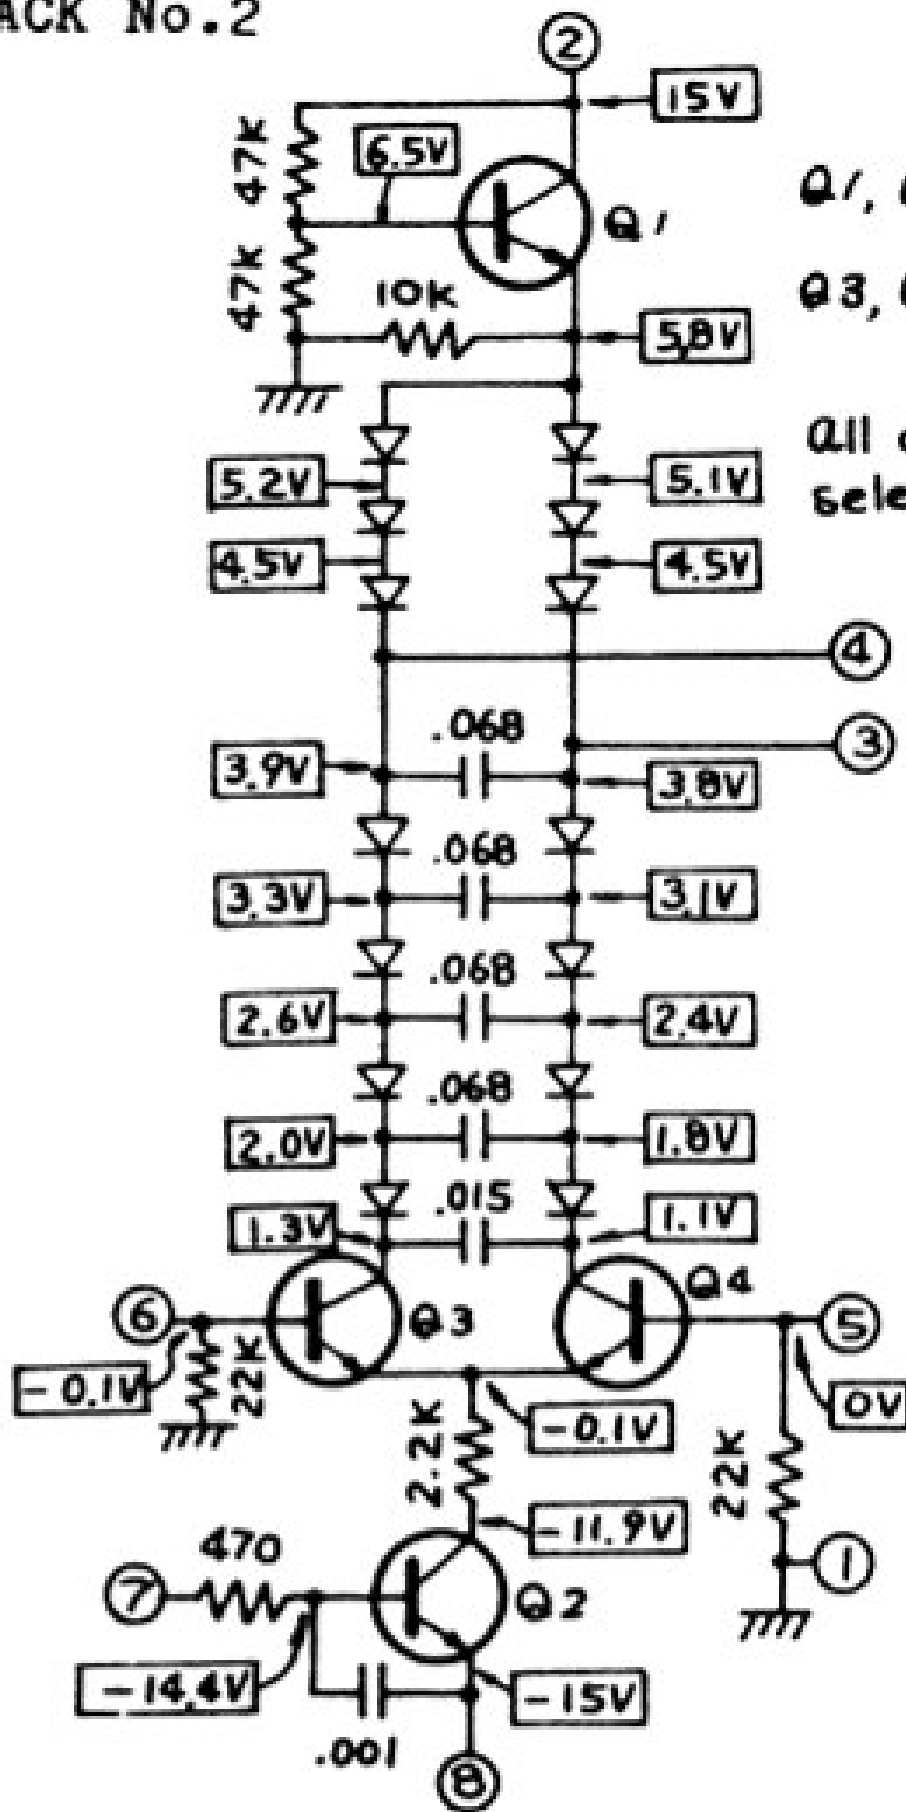 ACK No.2
2
15V
47K
6.5V
Q1
Q1,
47K
10K
Q3,
5.8V
All
5.2V
5.1V
4.5V
4.5V
4
.068
3
3.9V
3.8V
.068
3.3V
3.1V
.068
2.6V
2.4V
.068
2.0V
1.8V
.015
1.3V
1.1V
Q4
6
Q3
5
-0.1V
22K
0V
-0.1V
2.2K
22K
-11.9V
470
1
7
Q2
-14.4V
-15V
.001
8